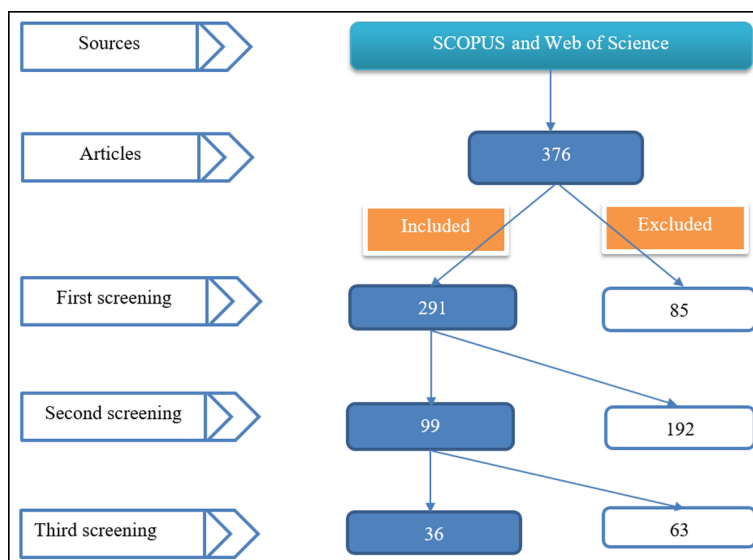 Sources
SCOPUS and Web of Science
Articles
376
Included
Excluded
First screening
291
85
Second screening
99
192
Third screening
36
63